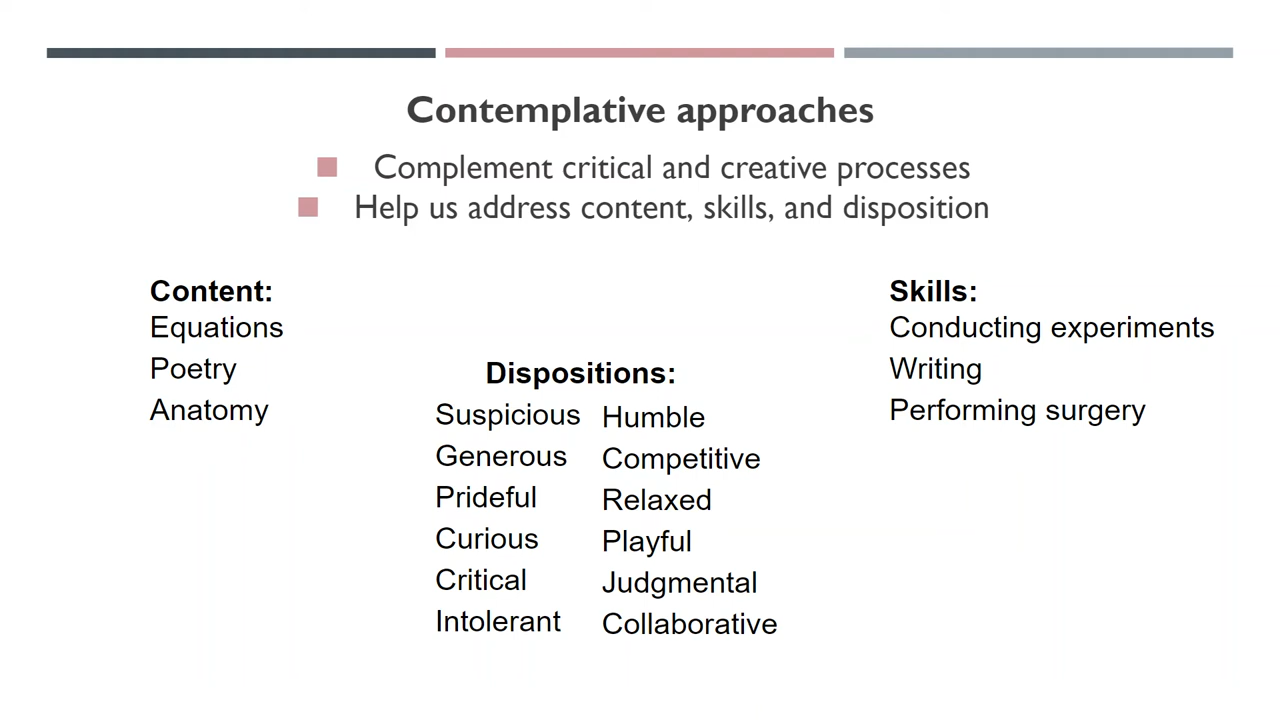 Contemplative approaches
Complement critical and creative processes
Help us address content, skills, and disposition
Content:
Equations
Poetry
Anatomy
Dispositions:
Suspicious
Generous
Prideful
Curious
Critical
Intolerant
Humble
Competitive
Relaxed
Playful
Judgmental
Collaborative
Skills:
Conducting experiments
Writing
Performing surgery